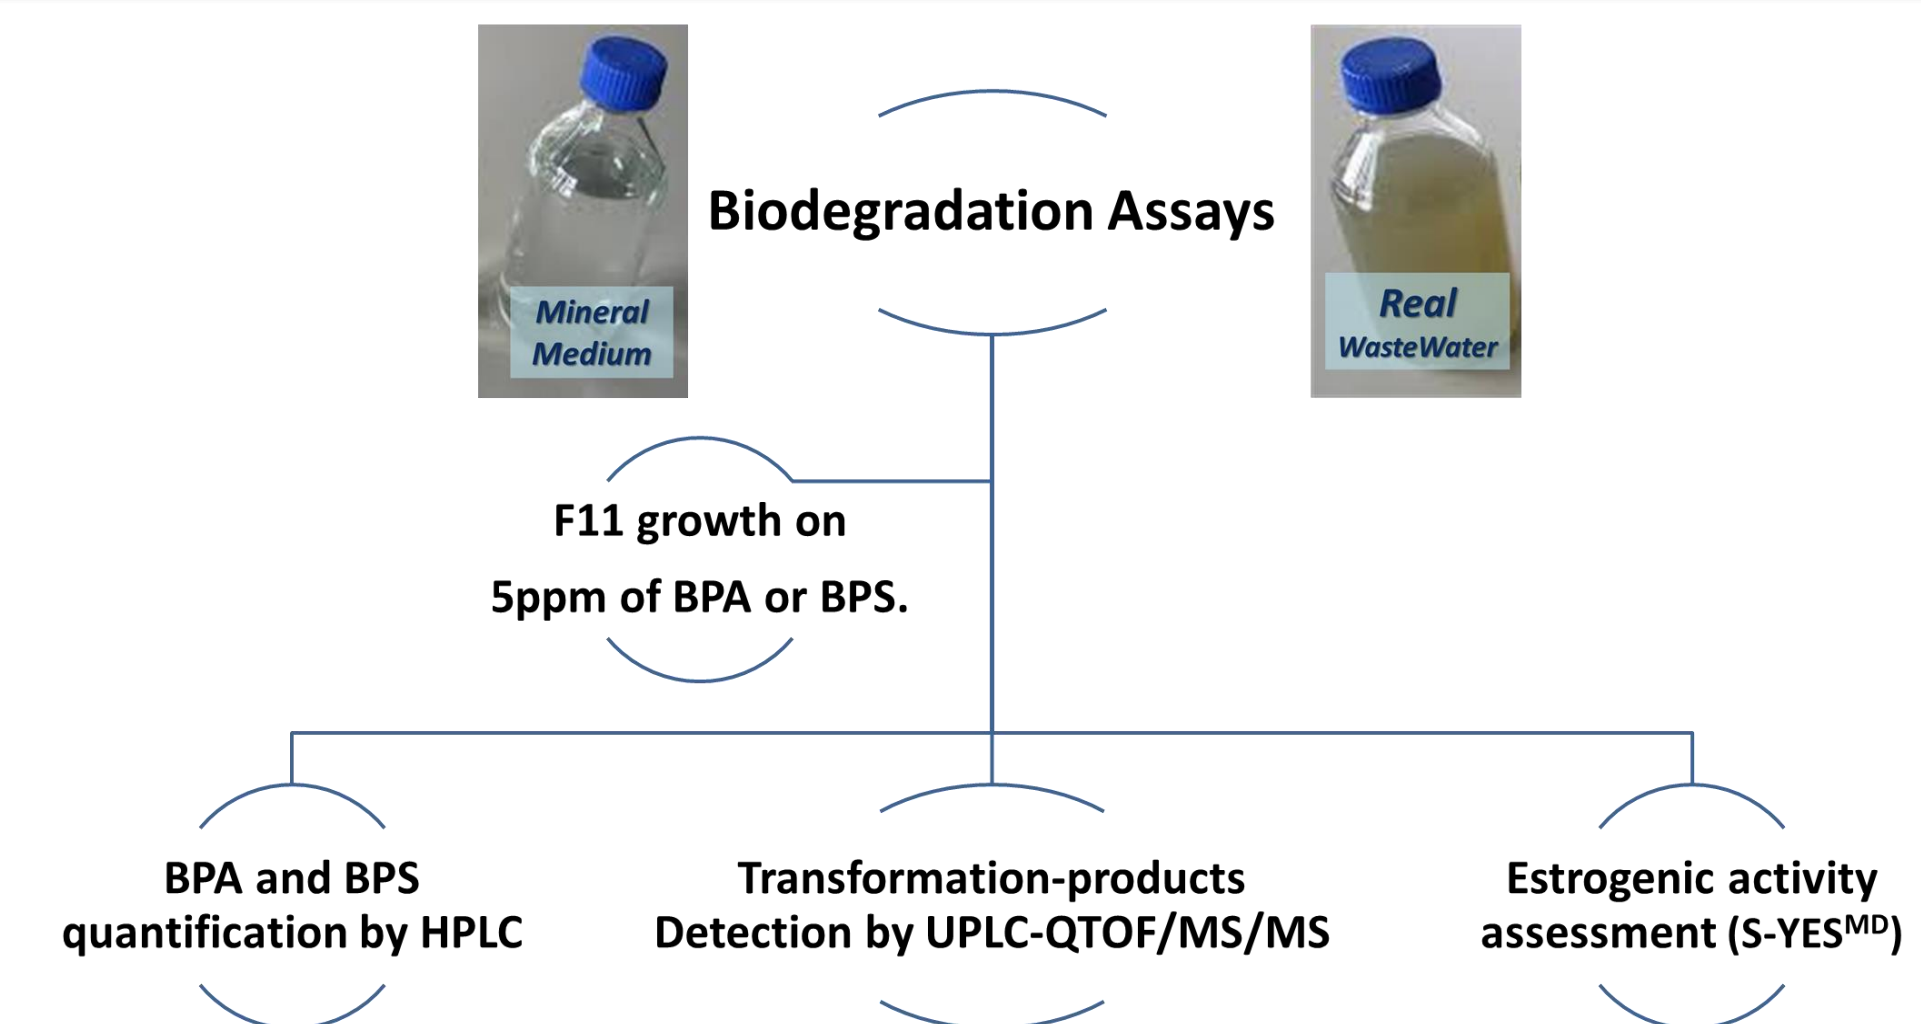 Biodegradation Assays
Mineral
Medium
Real
WasteWater
F11 growth on
5ppm of BPA or BPS.
BPA and BPS
quantification by HPLC
Transformation-products
Detection by UPLC-QTOF/MS/MS
Estrogenic activity
assessment (S-YESᴹᴰ)